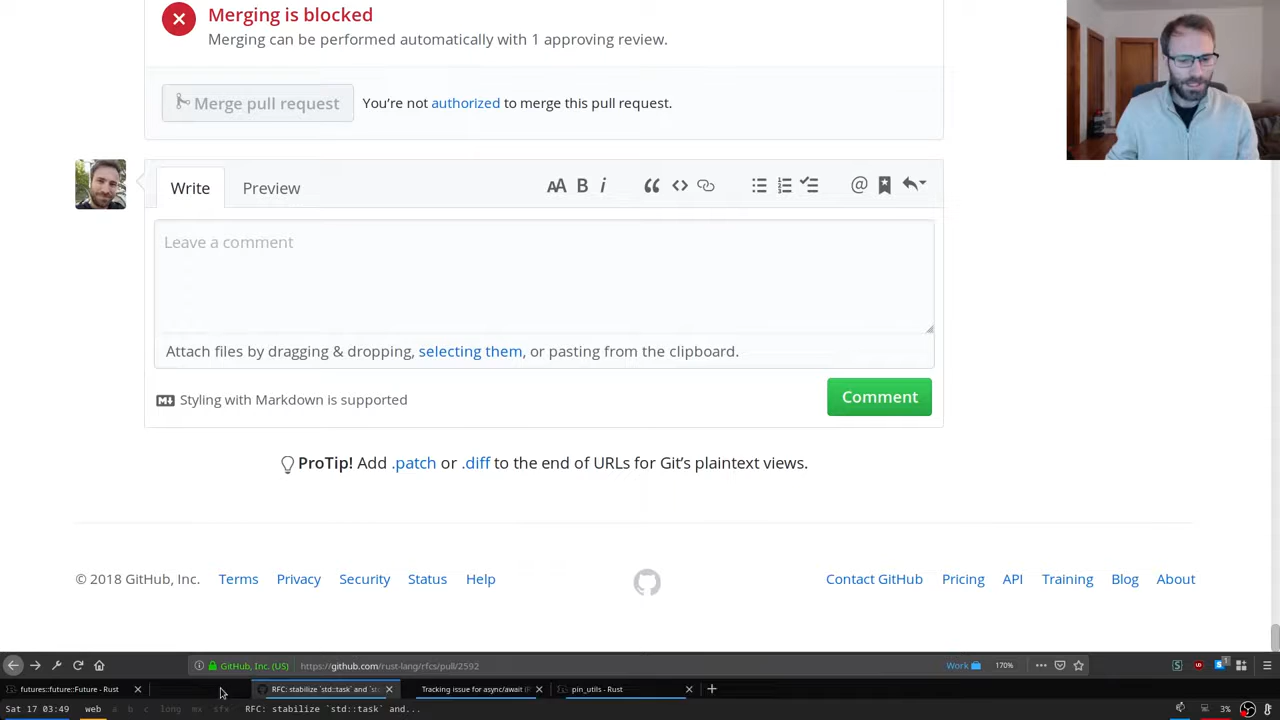 Merging is blocked
Merging can be performed automatically with 1 approving review.
Merge pull request You’re not authorized to merge this pull request.
Write Preview
AA B i “ <> @
Leave a comment
Attach files by dragging & dropping, selecting them, or pasting from the clipboard.
Styling with Markdown is supported
Comment
ProTip! Add .patch or .diff to the end of URLs for Git’s plaintext views.
© 2018 GitHub, Inc. Terms Privacy Security Status Help Contact GitHub Pricing API Training Blog About
GitHub, Inc. (US) https://github.com/rust-lang/rfcs/pull/2592 Work 170%
futures::future::Future - Rust RFC: stabilize `std::task` and `st Tracking issue for async/await (R pin_utils - Rust
Sat 17 03:49 web a b c long mx sfx RFC: stabilize `std::task` and... 3%